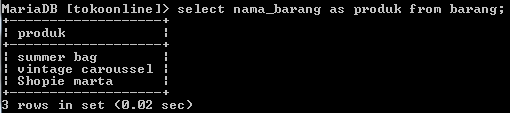 MariaDB [tokoonline]> select nama_barang as produk from barang;
+-------------------+
| produk            |
+-------------------+
| summer bag        |
| vintage caroussel |
| Shopie marta      |
+-------------------+
3 rows in set (0.02 sec)